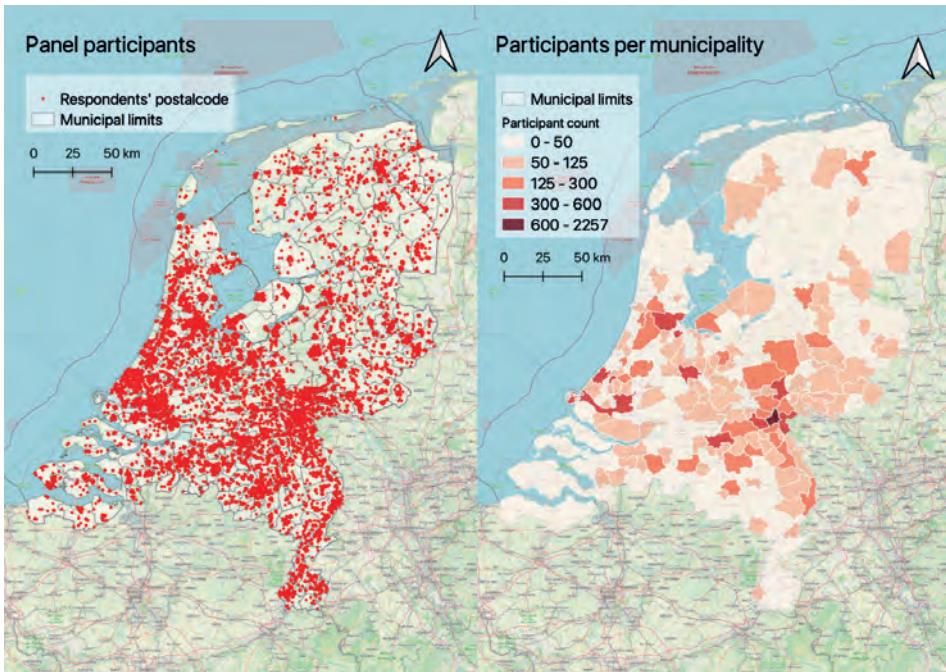 Panel participants
Respondents' postalcode
Municipal limits
0 25 50 km
Participants per municipality
Municipal limits
Participant count
0 - 50
50 - 125
125 - 300
300 - 600
600 - 2257
0 25 50 km